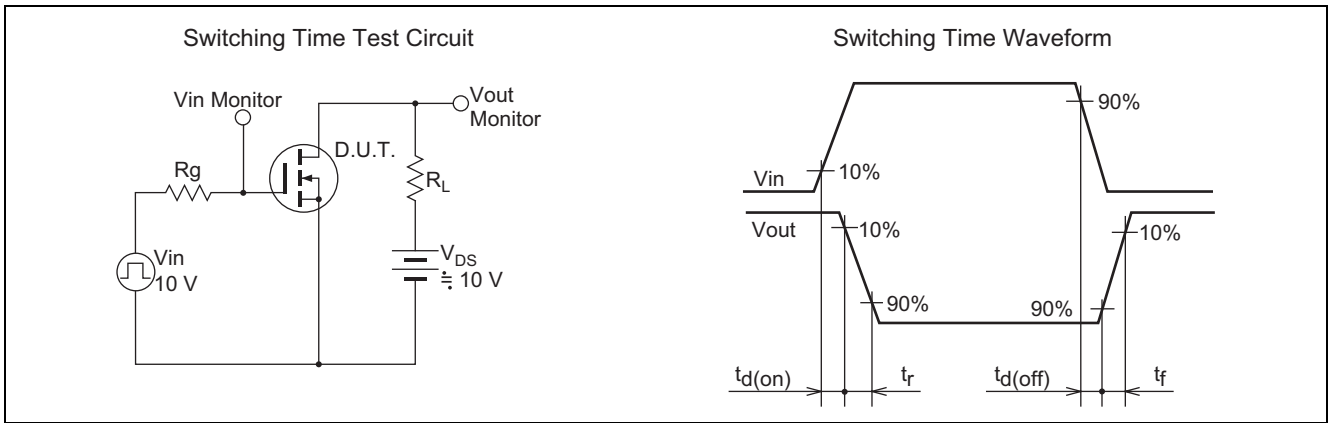 Switching Time Test Circuit
Vin Monitor
Vout
Monitor
D.U.T.
Rg
RL
Vin
10 V
VDS
≒ 10 V
Switching Time Waveform
90%
10%
Vin
Vout
10%
10%
90%
90%
td(on)
tr
td(off)
tf